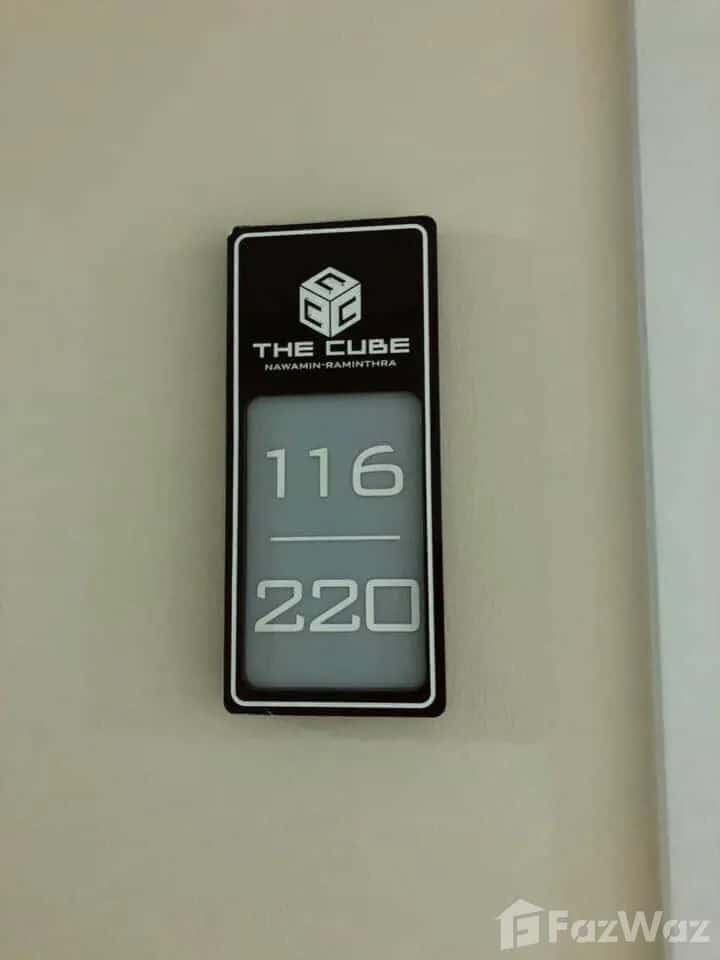 THE CUBE
NAWAMIN-RAMINTHRA
116
220
FazWaz